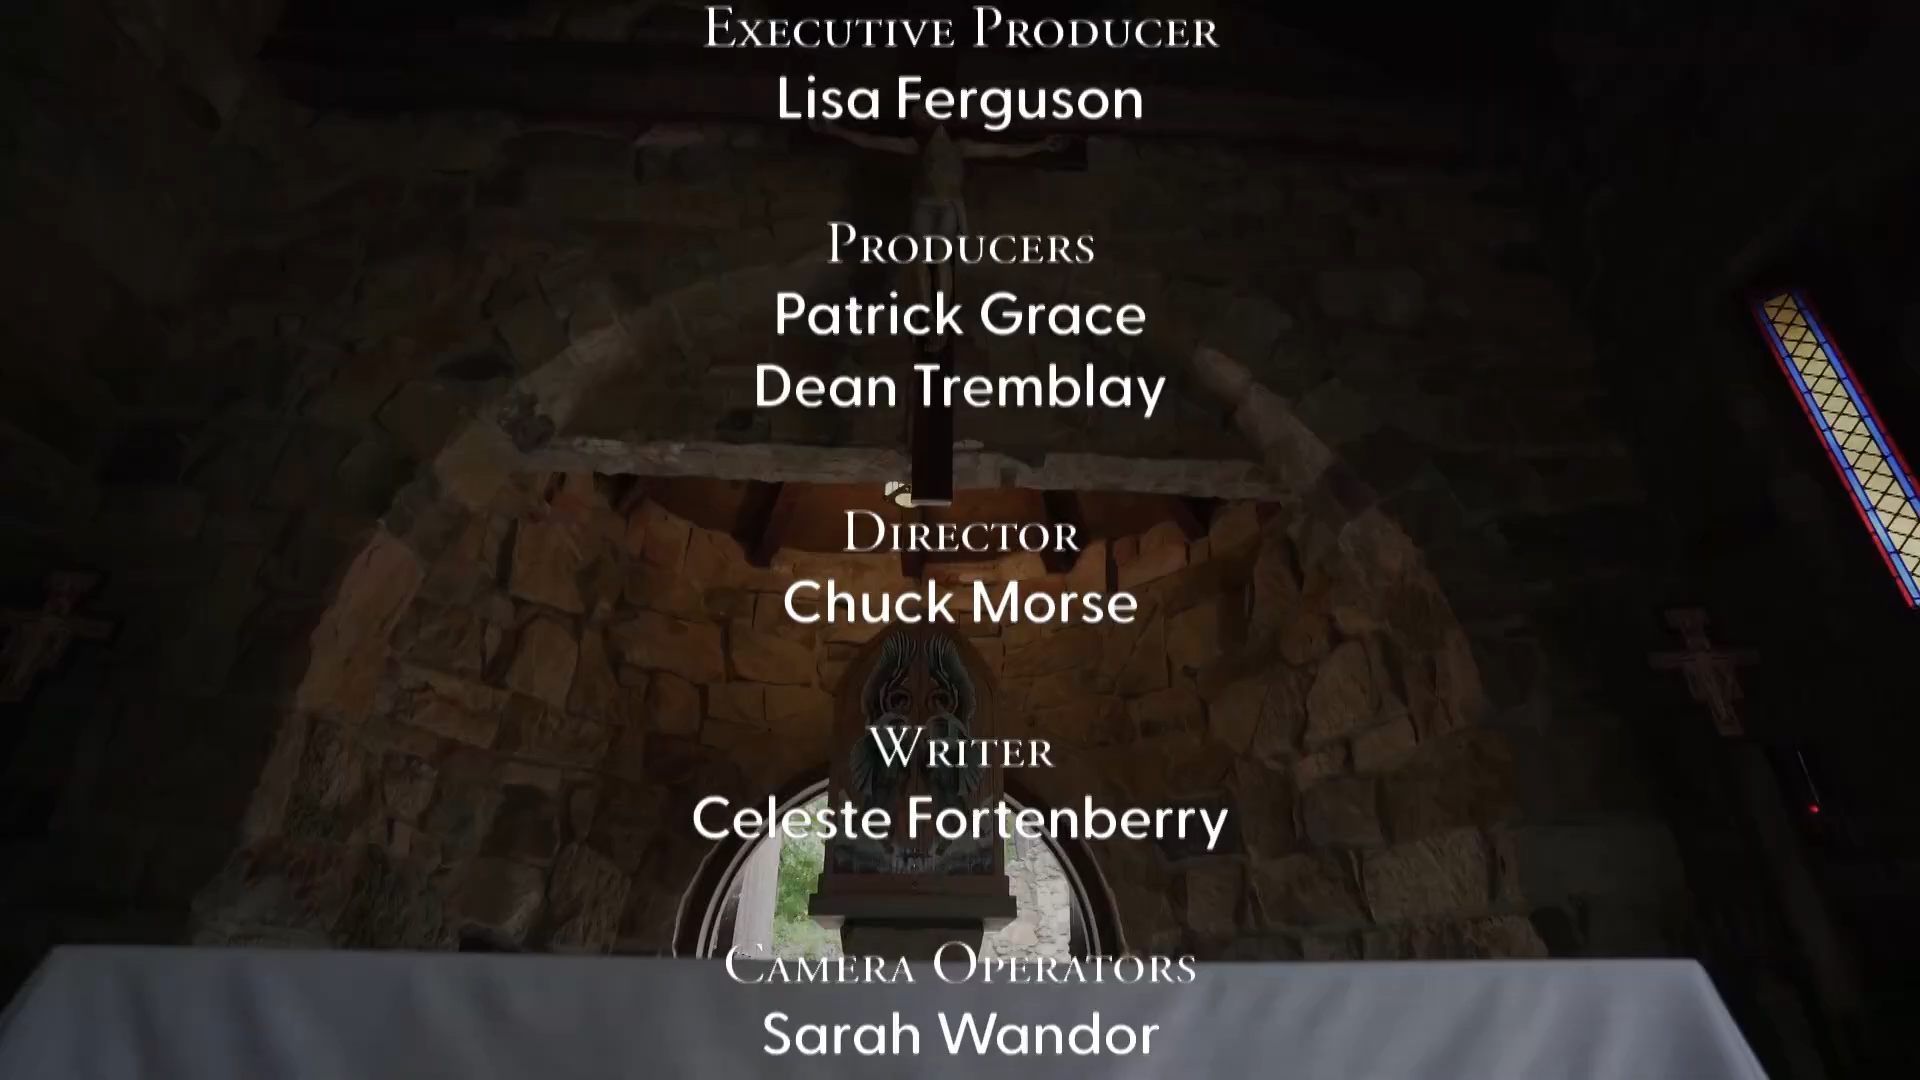 Executive Producer
Lisa Ferguson
Producers
Patrick Grace
Dean Tremblay
Director
Chuck Morse
Writer
Celeste Fortenberry
Camera Operators
Sarah Wandor